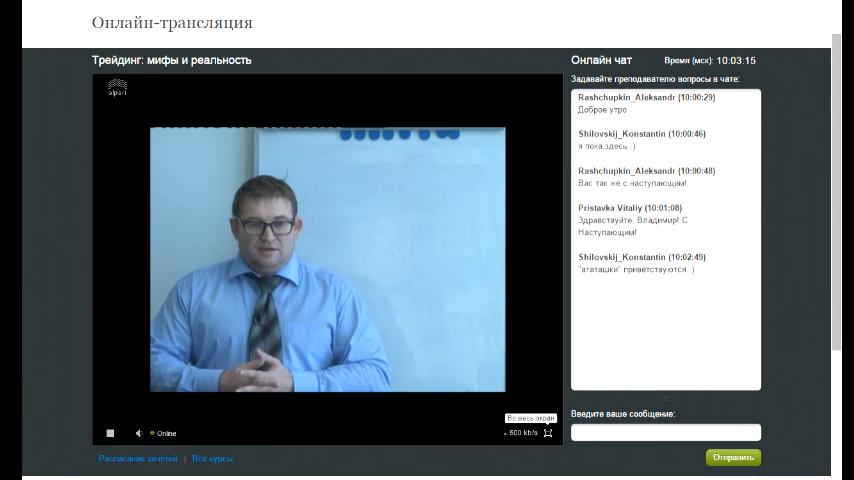 Онлайн-трансляция
Трейдинг: мифы и реальность
Онлайн чат
Время (мск): 10:03:15
Задавайте преподавателю вопросы в чате:
alpari
Rashchupkin_Aleksandr (10:00:29)
Доброе утро
Shilovskij_Konstantin (10:00:46)
я пока здесь :)
Rashchupkin_Aleksandr (10:00:48)
Вас так же с наступающим!
Pristavka Vitaliy (10:01:08)
Здравствуйте, Владимир! С
Наступающим!
Shilovskij_Konstantin (10:02:49)
"ататашки" приветствуются :)
Введите ваше сообщение:
Во весь экран
Online
500 kb/s
Отправить
Расписание занятий | Все курсы